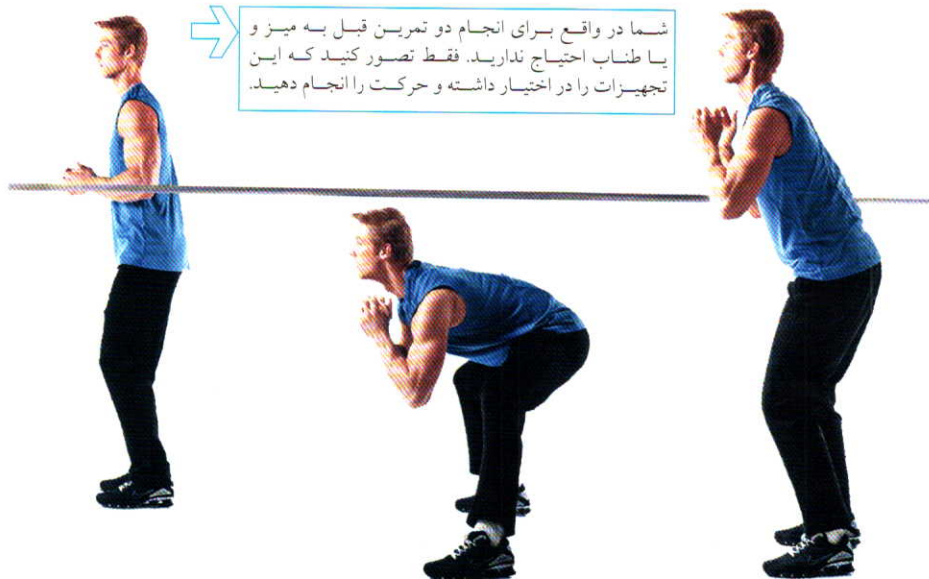 شما در واقع برای انجام دو تمرین قبل به میز و
یا طناب احتیاج ندارید. فقط تصور کنید که این
تجهیزات را در اختیار داشته و حرکت را انجام دهید.